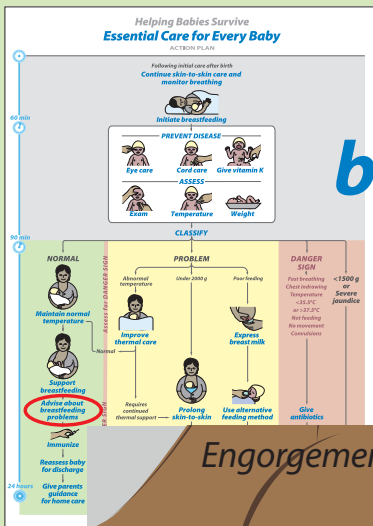 Helping Babies Survive
Essential Care for Every Baby
ACTION PLAN
Following initial care after birth
Continue skin-to-skin care and
monitor breathing
Initiate breastfeeding
60 min
PREVENT DISEASE
Eye care
Cord care
Give vitamin K
ASSESS
Exam
Temperature
Weight
b
90 min
CLASSIFY
NORMAL
Maintain normal
temperature
Support
breastfeeding
Advise about
breastfeeding
problems
Immunize
Reassess baby
for discharge
Give parents
guidance
for home care
24 hours
Assess for DANGER SIGN
ER SIGN
PROBLEM
Abnormal
temperature
Under 2000 g
Poor feeding
Improve
thermal care
Normal
Express
breast milk
Requires
continued
thermal support
Prolong
skin-to-skin
Use alternative
feeding method
DANGER
SIGN
Fast breathing
Chest indrawing
Temperature
<35.5°C
or >37.5°C
Not feeding
No movement
Convulsions
Give
antibiotics
<1500 g
or
Severe
jaundice
Engorgemen